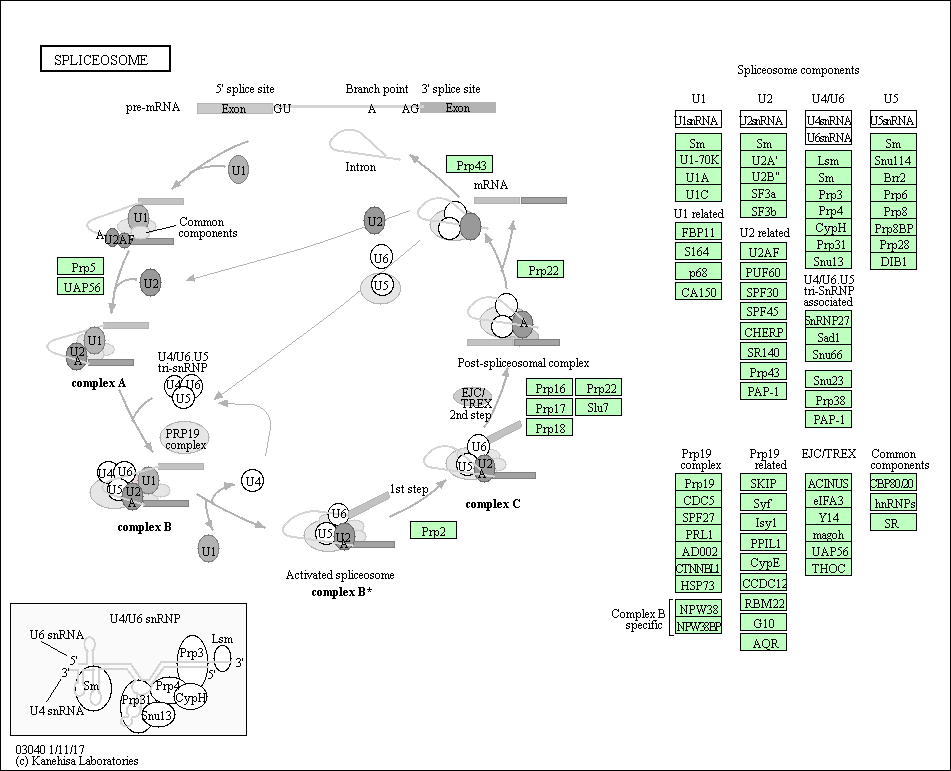 SPLICEOSOME
5' splice site
Branch point
3' splice site
pre-mRNA
Exon
GU
A
AG
Exon
U1
Intron
Prp43
mRNA
U1
A
U2AF
Common
components
U2
U6
U5
Prp5
UAP56
U2
Prp22
A
Post-spliceosomal complex
U1
U2
A
complex A
U4/U6.U5
tri-snRNP
U4
U6
U5
PRP19
complex
EJC/
TREX
2nd step
Prp16
Prp22
Prp17
Slu7
Prp18
U4
U6
U5
U2
A
U1
complex B
U4
U1
U6
U5
U2
A
1st step
Activated spliceosome
complex B*
Prp2
U6
U5
U2
A
complex C
Spliceosome components
U1
U1snRNA
Sm
U1-70K
U1A
U1C
U1 related
FBP11
S164
p68
CA150
U2
U2snRNA
Sm
U2A'
U2B"
SF3a
SF3b
U2 related
U2AF
PUF60
SPF30
SPF45
CHERP
SR140
Prp43
PAP-1
U4/U6
U4snRNA
U6snRNA
Lsm
Sm
Prp3
Prp4
CypH
Prp31
Snu13
U4/U6.U5
tri-SnRNP
associated
SnRNP27
Sad1
Snu66
Snu23
Prp38
PAP-1
U5
U5snRNA
Sm
Snu114
Brr2
Prp6
Prp8
Prp8BP
Prp28
DIB1
Prp19
complex
Prp19
CDC5
SPF27
PRL1
AD002
CTNNBL1
HSP73
Complex B
specific
NPW38
NPW38BP
Prp19
related
SKIP
Syf
Isy1
PPIL1
CypE
CCDC12
RBM22
G10
AQR
EJC/TREX
ACINUS
eIFA3
Y14
magoh
UAP56
THOC
Common
components
CBP80/20
hnRNPs
SR
U4/U6 snRNP
U6 snRNA
5'
3'
Sm
U4 snRNA
Prp3
Lsm
3'
5'
Prp4
Prp31
CypH
Snu13
03040 1/11/17
(c) Kanehisa Laboratories